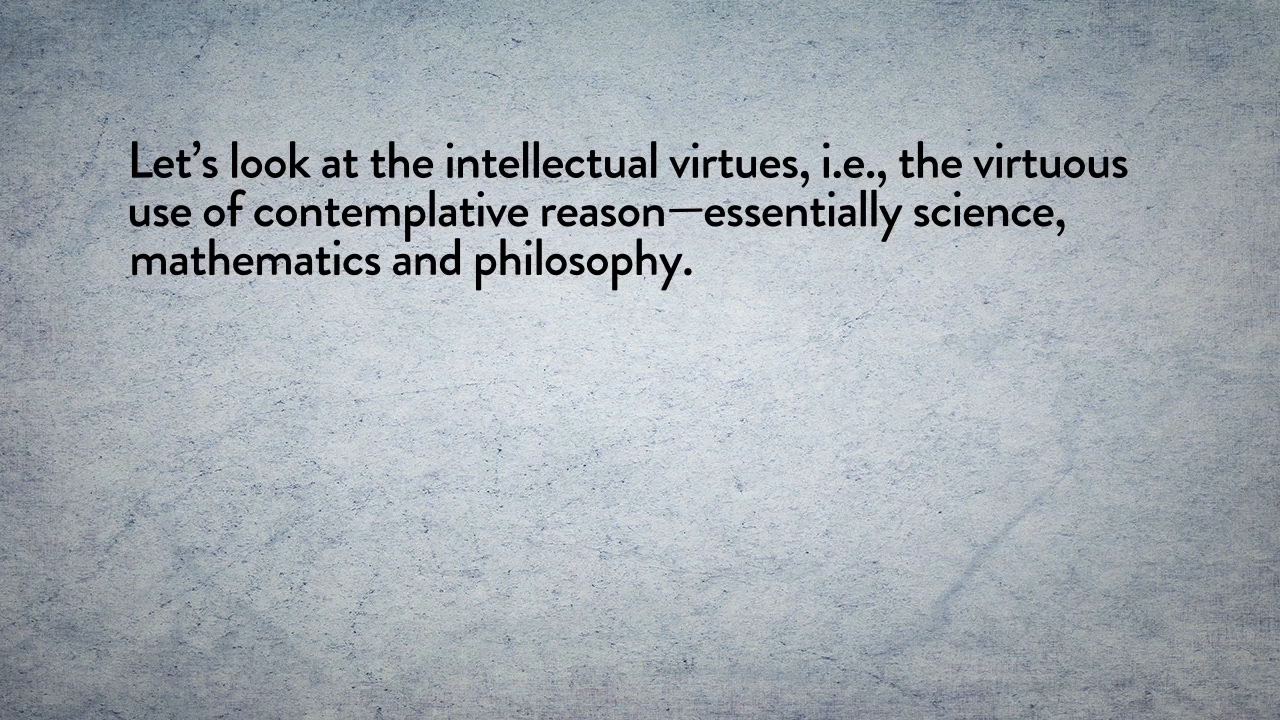 Let’s look at the intellectual virtues, i.e., the virtuous
use of contemplative reason—essentially science,
mathematics and philosophy.